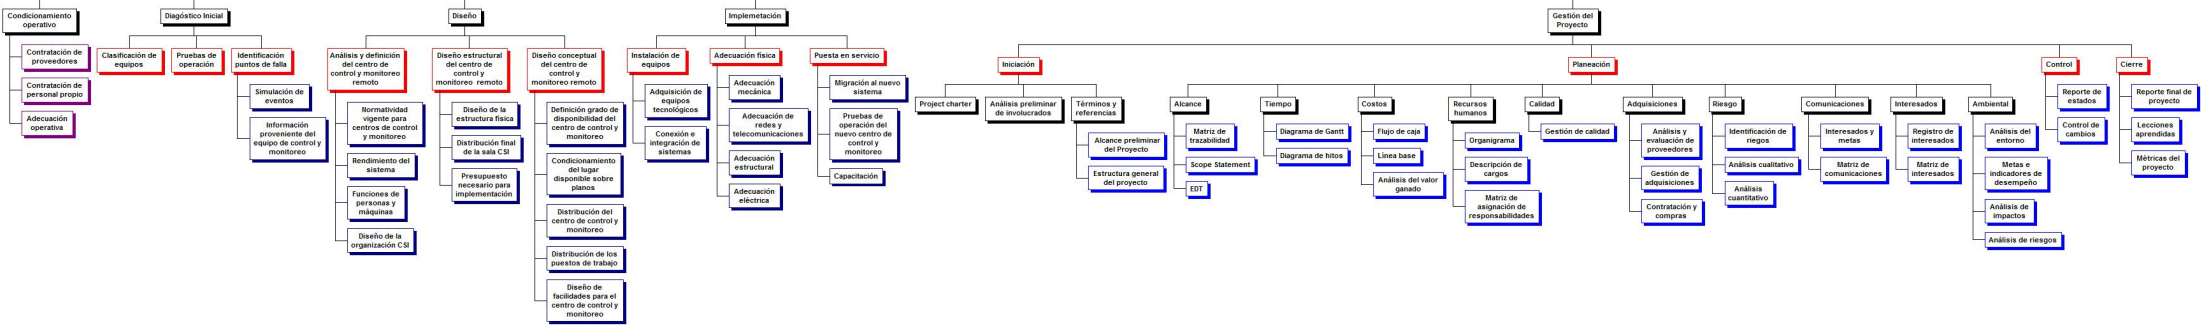 Condicionamiento
operativo
Contratación de
proveedores
Contratación de
personal propio
Adecuación
operativa
Diagóstico Inicial
Clasificación de
equipos
Pruebas de
operación
Identificación
puntos de falla
Simulación de
eventos
Información
proveniente del
equipo de control y
monitoreo
Diseño
Análisis y definición
del centro de
control y monitoreo
remoto
Normatividad
vigente para
centros de control
y monitoreo
Rendimiento del
sistema
Funciones de
personas y
máquinas
Diseño de la
organización CSI
Diseño estructural
del centro de
control y
monitoreo remoto
Diseño de la
estructura física
Distribución final
de la sala CSI
Presupuesto
necesario para
implementación
Diseño conceptual
del centro de
control y
monitoreo remoto
Definición grado de
disponibilidad del
centro de control y
monitoreo
Condicionamiento
del lugar
disponible sobre
planos
Distribución del
centro de control y
monitoreo
Distribución de los
puestos de trabajo
Diseño de
facilidades para el
centro de control y
monitoreo
Implemetación
Instalación de
equipos
Adquisición de
equipos
tecnológicos
Conexión e
integración de
sistemas
Adecuación física
Adecuación
mecánica
Adecuación de
redes y
telecomunicaciones
Adecuación
estructural
Adecuación
eléctrica
Puesta en servicio
Migración al nuevo
sistema
Pruebas de
operación del
nuevo centro de
control y
monitoreo
Capacitación
Gestión del
Proyecto
Iniciación
Project charter
Análisis preliminar
de involucrados
Términos y
referencias
Alcance preliminar
del Proyecto
Estructura general
del proyecto
Planeación
Alcance
Matriz de
trazabilidad
Scope Statement
EDT
Tiempo
Diagrama de Gantt
Diagrama de hitos
Costos
Flujo de caja
Línea base
Análisis del valor
ganado
Recursos
humanos
Organigrama
Descripción de
cargos
Matriz de
asignación de
responsabilidades
Calidad
Gestión de calidad
Adquisiciones
Análisis y
evaluación de
proveedores
Gestión de
adquisiciones
Contratación y
compras
Riesgo
Identificación de
riegos
Análisis cualitativo
Análisis
cuantitativo
Comunicaciones
Interesados y
metas
Matriz de
comunicaciones
Interesados
Registro de
interesados
Matriz de
interesados
Ambiental
Análisis del
entorno
Metas e
indicadores de
desempeño
Análisis de
impactos
Análisis de riesgos
Control
Reporte de
estados
Control de
cambios
Cierre
Reporte final de
proyecto
Lecciones
aprendidas
Métricas del
proyecto